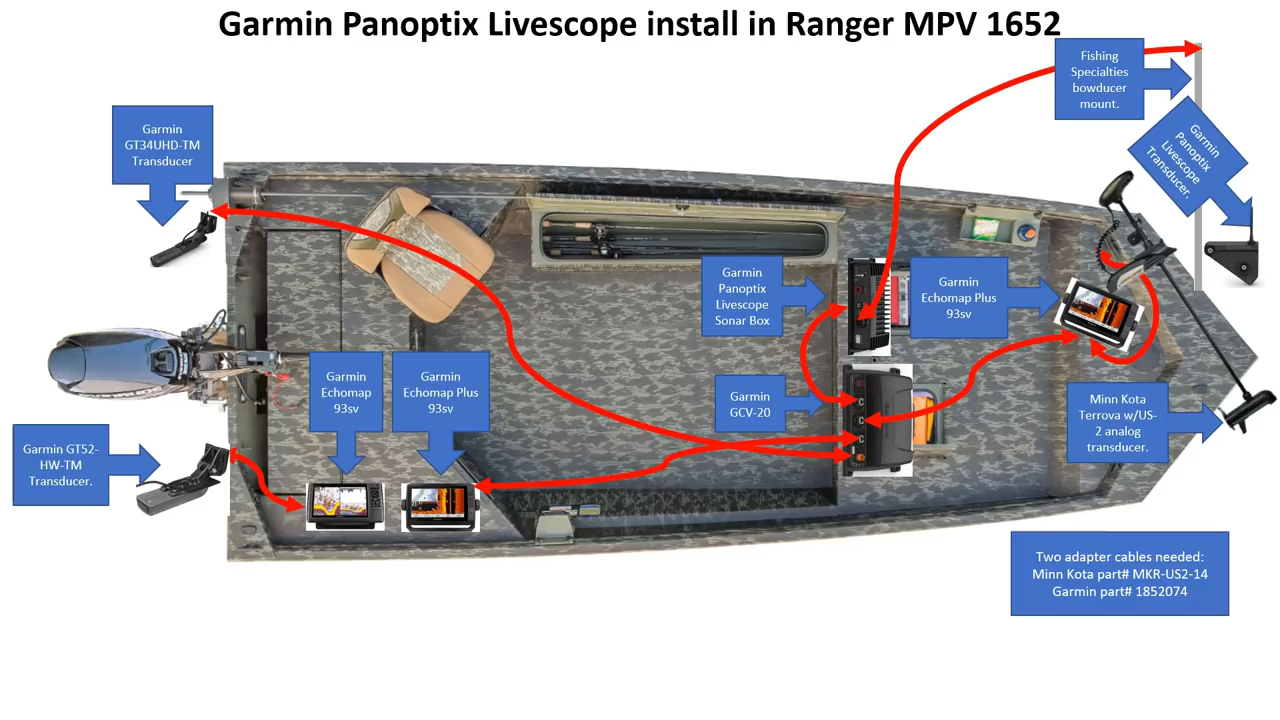 Garmin Panoptix Livescope install in Ranger MPV 1652
Fishing
Specialties
bowducer
mount.
Garmin
GT34UHD-TM
Transducer
Garmin
Panoptix
Livescope
Transducer.
Garmin
Panoptix
Livescope
Sonar Box
Garmin
Echomap Plus
93sv
Garmin
Echomap
93sv
Garmin
Echomap Plus
93sv
Garmin
GCV-20
Minn Kota
Terrova w/US-
2 analog
transducer.
Garmin GT52-
HW-TM
Transducer.
Two adapter cables needed:
Minn Kota part# MKR-US2-14
Garmin part# 1852074